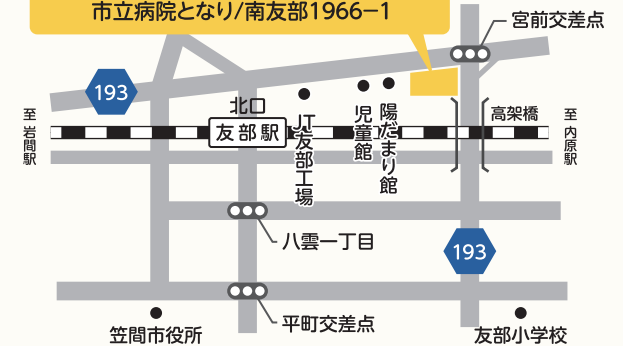 市立病院となり/南友部1966−1
宮前交差点
193
北口
友部駅
至 岩間駅
JT友部工場
児童館
陽だまり館
高架橋
至 内原駅
八雲一丁目
193
平町交差点
笠間市役所
友部小学校